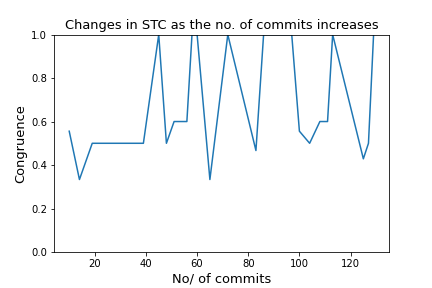 Changes in STC as the no. of commits increases
1.0
0.8
0.6
0.4
0.2
0.0
Congruence
20 40 60 80 100 120
No/ of commits